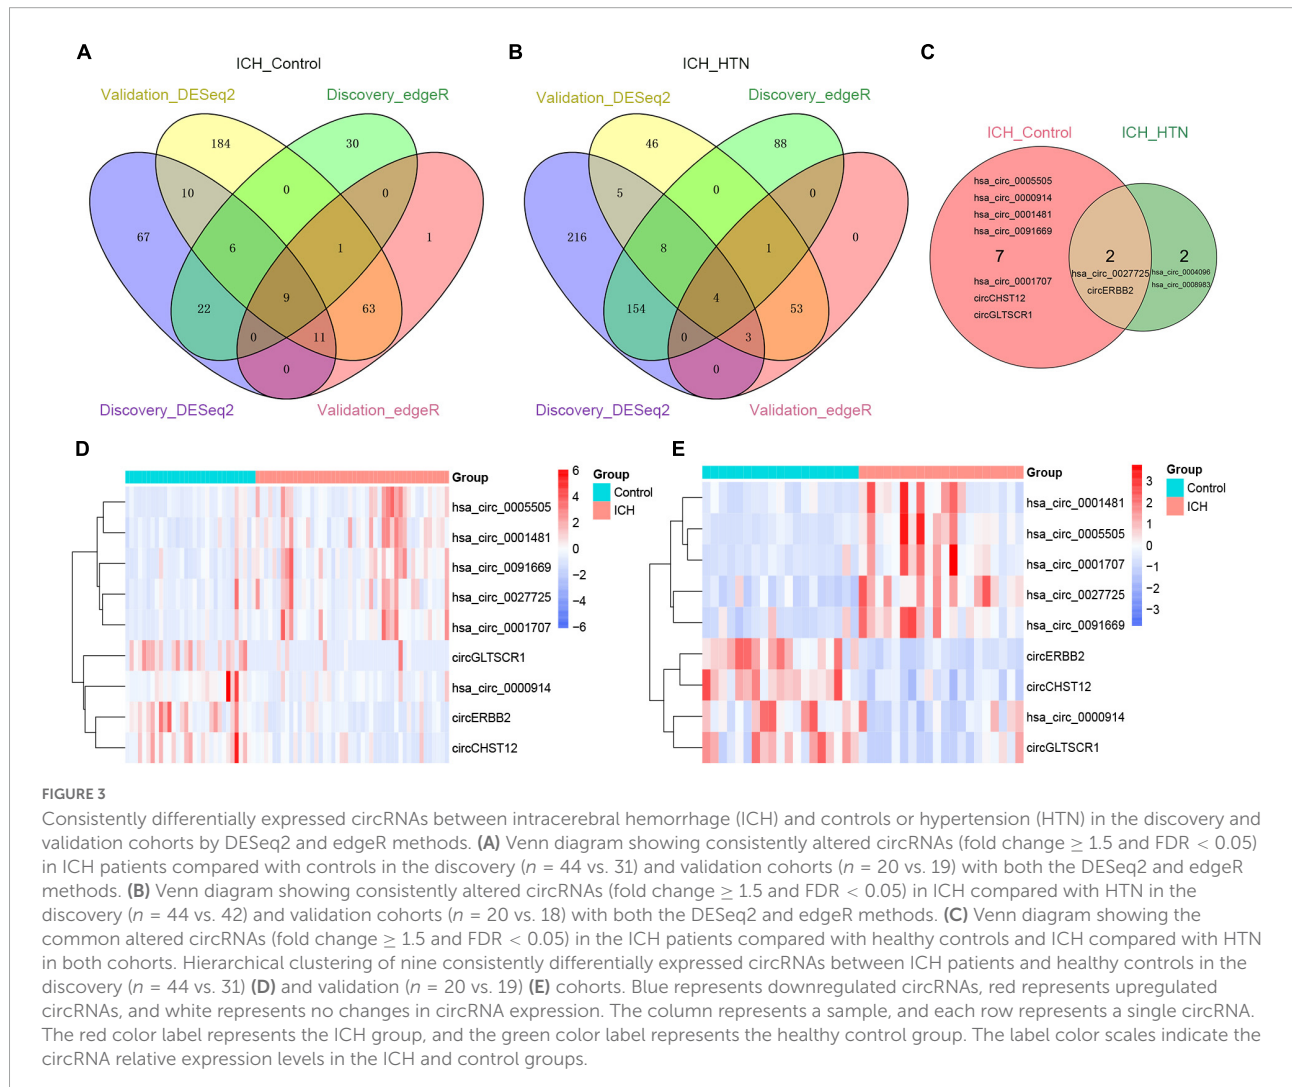 A
ICH_Control
Validation_DESeq2
Discovery_edgeR
184
30
10
0
0
67
6
1
1
22
9
63
0
11
0
Discovery_DESeq2
Validation_edgeR
B
ICH_HTN
Validation_DESeq2
Discovery_edgeR
46
88
5
0
0
216
8
1
0
154
4
53
0
3
0
Discovery_DESeq2
Validation_edgeR
C
ICH_Control
ICH_HTN
hsa_circ_0005505
hsa_circ_0000914
hsa_circ_0001481
hsa_circ_0091669
7
hsa_circ_0001707
circCHST12
circGLTSCR1
2
hsa_circ_0027725
circERBB2
2
hsa_circ_0004096
hsa_circ_0008983
D
Group
hsa_circ_0005505
hsa_circ_0001481
hsa_circ_0091669
hsa_circ_0027725
hsa_circ_0001707
circGLTSCR1
hsa_circ_0000914
circERBB2
circCHST12
6
4
2
0
−2
−4
−6
Group
Control
ICH
E
Group
hsa_circ_0001481
hsa_circ_0005505
hsa_circ_0001707
hsa_circ_0027725
hsa_circ_0091669
circERBB2
circCHST12
hsa_circ_0000914
circGLTSCR1
3
2
1
0
−1
−2
−3
Group
Control
ICH
FIGURE 3
Consistently differentially expressed circRNAs between intracerebral hemorrhage (ICH) and controls or hypertension (HTN) in the discovery and
validation cohorts by DESeq2 and edgeR methods. (A) Venn diagram showing consistently altered circRNAs (fold change ≥ 1.5 and FDR < 0.05)
in ICH patients compared with controls in the discovery (n = 44 vs. 31) and validation cohorts (n = 20 vs. 19) with both the DESeq2 and edgeR
methods. (B) Venn diagram showing consistently altered circRNAs (fold change ≥ 1.5 and FDR < 0.05) in ICH compared with HTN in the
discovery (n = 44 vs. 42) and validation cohorts (n = 20 vs. 18) with both the DESeq2 and edgeR methods. (C) Venn diagram showing the
common altered circRNAs (fold change ≥ 1.5 and FDR < 0.05) in the ICH patients compared with healthy controls and ICH compared with HTN
in both cohorts. Hierarchical clustering of nine consistently differentially expressed circRNAs between ICH patients and healthy controls in the
discovery (n = 44 vs. 31) (D) and validation (n = 20 vs. 19) (E) cohorts. Blue represents downregulated circRNAs, red represents upregulated
circRNAs, and white represents no changes in circRNA expression. The column represents a sample, and each row represents a single circRNA.
The red color label represents the ICH group, and the green color label represents the healthy control group. The label color scales indicate the
circRNA relative expression levels in the ICH and control groups.